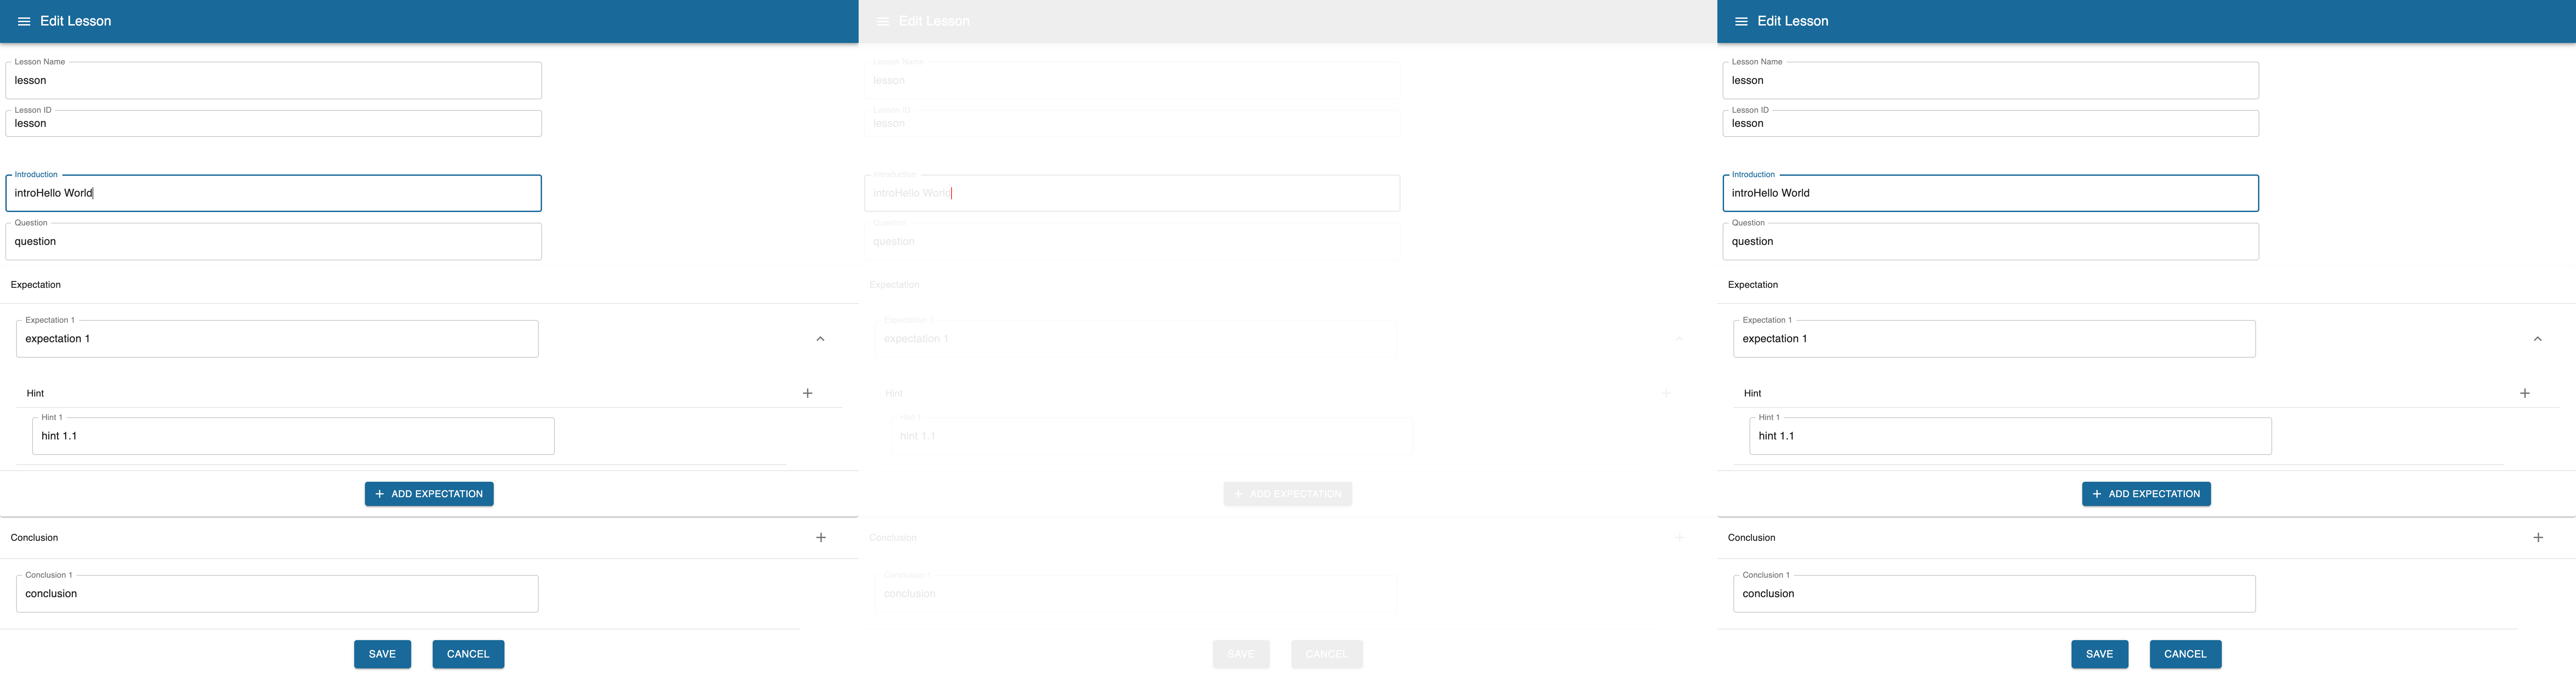 Edit Lesson
Lesson Name
lesson
Lesson ID
lesson
Introduction
introHello World
Question
question
Expectation
Expectation 1
expectation 1
Hint
Hint 1
hint 1.1
ADD EXPECTATION
Conclusion
Conclusion 1
conclusion
SAVE CANCEL
Edit Lesson
Lesson Name
lesson
Lesson ID
lesson
Introduction
introHello World
Question
question
Expectation
Expectation 1
expectation 1
Hint
Hint 1
hint 1.1
ADD EXPECTATION
Conclusion
Conclusion 1
conclusion
SAVE CANCEL
Edit Lesson
Lesson Name
lesson
Lesson ID
lesson
Introduction
introHello World
Question
question
Expectation
Expectation 1
expectation 1
Hint
Hint 1
hint 1.1
ADD EXPECTATION
Conclusion
Conclusion 1
conclusion
SAVE CANCEL